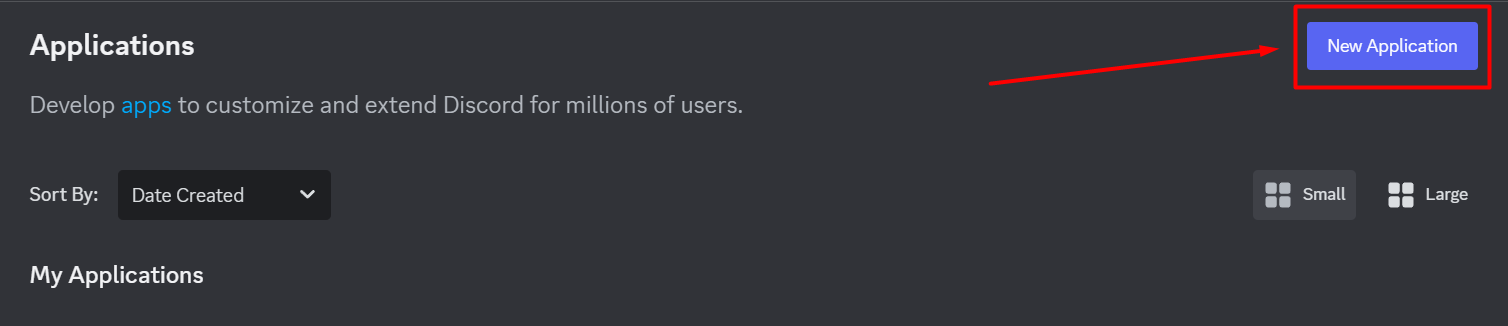 Applications
New Application
Develop apps to customize and extend Discord for millions of users.
Sort By:
Date Created
Small
Large
My Applications